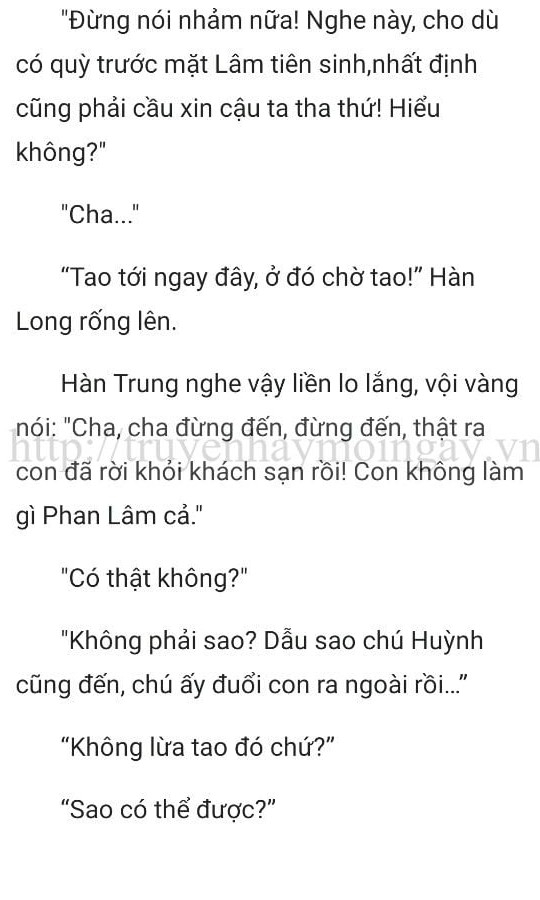 "Đừng nói nhảm nữa! Nghe này, cho dù
có quỳ trước mặt Lâm tiên sinh,nhất định
cũng phải cầu xin cậu ta tha thứ! Hiểu
không?"
"Cha..."
“Tao tới ngay đây, ở đó chờ tao!” Hàn
Long rống lên.
Hàn Trung nghe vậy liền lo lắng, vội vàng
nói: "Cha, cha đừng đến, đừng đến, thật ra
http://truyenhaymoingay.vn
con đã rời khỏi khách sạn rồi! Con không làm
gì Phan Lâm cả."
"Có thật không?"
"Không phải sao? Dẫu sao chú Huỳnh
cũng đến, chú ấy đuổi con ra ngoài rồi...”
“Không lừa tao đó chứ?”
“Sao có thể được?”